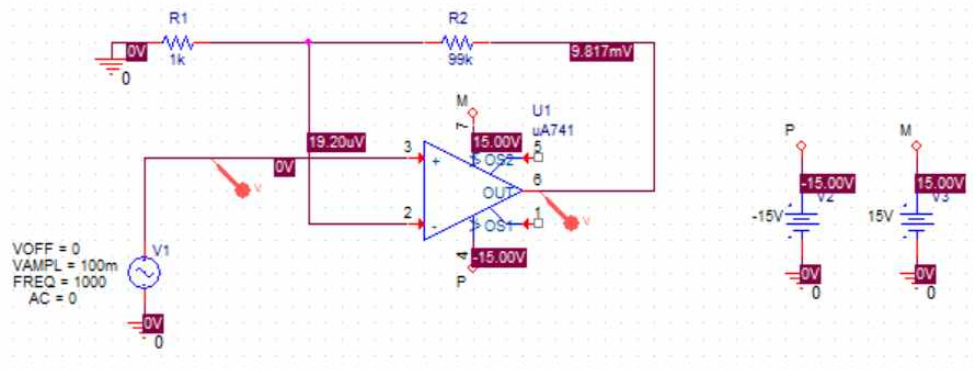 R1
R2
0V
1k
99k
9.817mV
0
M
U1
uA741
7
19.20uV
15.00V
5
3
+
OS2
0V
6
OUT
V
V
2
-
OS1
1
4
-15.00V
P
VOFF = 0
VAMPL = 100m
FREQ = 1000
AC = 0
V1
0V
0
P
M
-15.00V
15.00V
V2
V3
-15V
15V
0V
0V
0
0